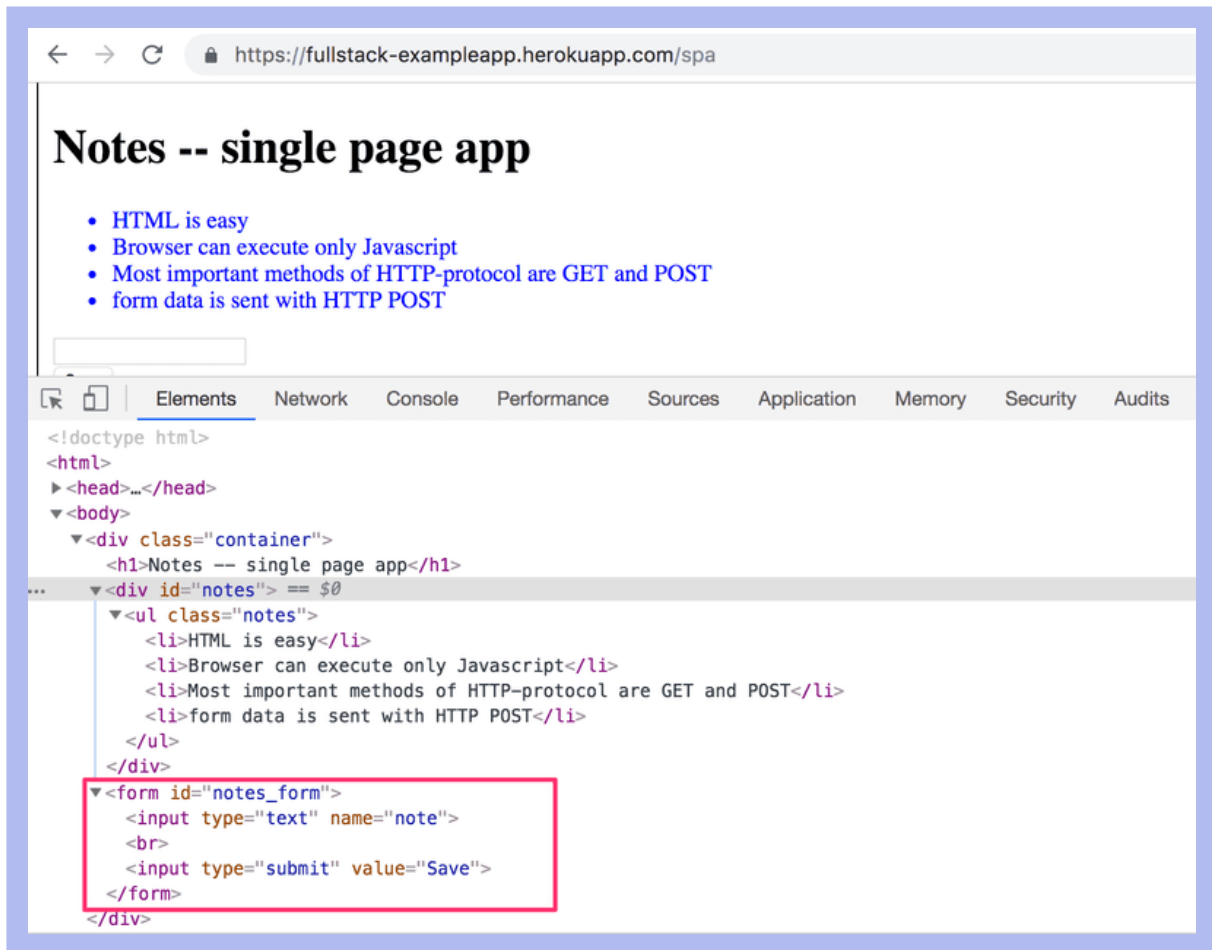 https://fullstack-exampleapp.herokuapp.com/spa
Notes -- single page app
• HTML is easy
• Browser can execute only Javascript
• Most important methods of HTTP-protocol are GET and POST
• form data is sent with HTTP POST
Elements Network Console Performance Sources Application Memory Security Audits
<!doctype html>
<html>
▶<head>…</head>
▼<body>
▼<div class="container">
<h1>Notes -- single page app</h1>
… ▼<div id="notes"> == $0
▼<ul class="notes">
<li>HTML is easy</li>
<li>Browser can execute only Javascript</li>
<li>Most important methods of HTTP-protocol are GET and POST</li>
<li>form data is sent with HTTP POST</li>
</ul>
</div>
▼<form id="notes_form">
<input type="text" name="note">
<br>
<input type="submit" value="Save">
</form>
</div>